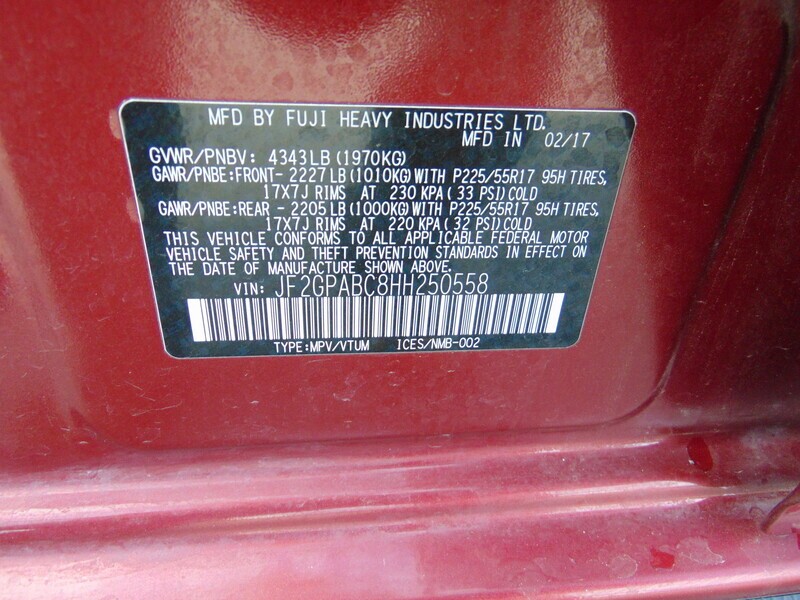 MFD BY FUJI HEAVY INDUSTRIES LTD.
MFD IN 02/17
GVWR/PNBV: 4343LB(1970KG)
GAWR/PNBE:FRONT- 2227LB(1010KG)WITH P225/55R17 95H TIRES,
17X7J RIMS AT 230 KPA(33 PSI)COLD
GAWR/PNBE:REAR - 2205LB(1000KG)WITH P225/55R17 95H TIRES,
17X7J RIMS AT 220 KPA(32 PSI)COLD
THIS VEHICLE CONFORMS TO ALL APPLICABLE FEDERAL MOTOR
VEHICLE SAFETY AND THEFT PREVENTION STANDARDS IN EFFECT ON
THE DATE OF MANUFACTURE SHOWN ABOVE.
VIN: JF2GPABC8HH250558
TYPE:MPV/VTUM ICES/NMB-002